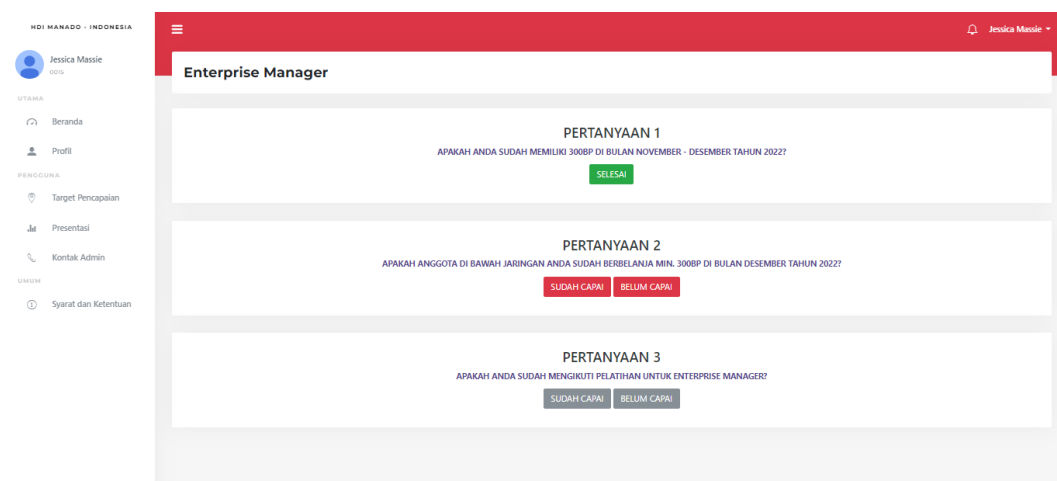 HDI MANADO - INDONESIA
Jessica Massie
0015
UTAMA
Beranda
Profil
PENGGUNA
Target Pencapaian
Presentasi
Kontak Admin
UMUM
Syarat dan Ketentuan
Jessica Massie
Enterprise Manager
PERTANYAAN 1
APAKAH ANDA SUDAH MEMILIKI 300BP DI BULAN NOVEMBER - DESEMBER TAHUN 2022?
SELESAI
PERTANYAAN 2
APAKAH ANGGOTA DI BAWAH JARINGAN ANDA SUDAH BERBELANJA MIN. 300BP DI BULAN DESEMBER TAHUN 2022?
SUDAH CAPAI BELUM CAPAI
PERTANYAAN 3
APAKAH ANDA SUDAH MENGIKUTI PELATIHAN UNTUK ENTERPRISE MANAGER?
SUDAH CAPAI BELUM CAPAI